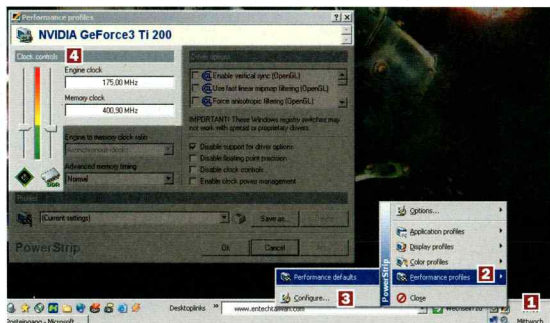 Performance profiles
NVIDIA GeForce3 Ti 200
Clock controls 4
Driver options
Engine clock
175,00 MHz
Memory clock
400,90 MHz
Engine to memory clock ratio
Asynchronous clocks
Advanced memory timing
Normal
Enable vertical sync (OpenGL)
Use fast linear mipmap filtering (OpenGL)
Force anisotropic filtering (OpenGL)
IMPORTANT! These Windows registry switches may
not work with special or proprietary drivers.
Disable support for driver options
Disable floating point precision
Disable clock controls
Enable clock power management
(Current settings)
Save as...
PowerStrip
Ok
Cancel
Options...
Application profiles
Display profiles
Color profiles
Performance profiles 2
Close
PowerStrip
Performance defaults
Configure... 3
1
Desktoplinks »
www.entechtaiwan.com
Posteingang - Microsoft
Mittwoch